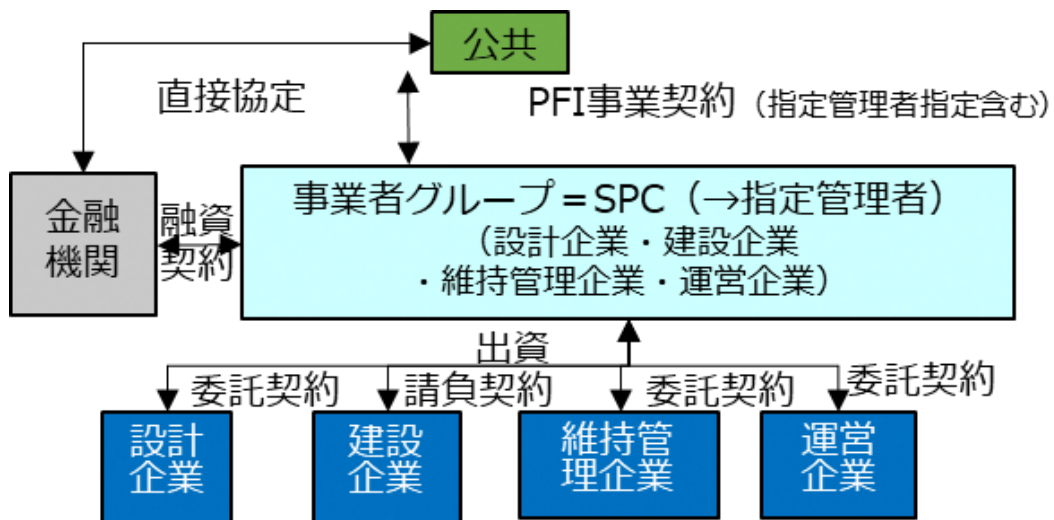 公共
直接協定
PFI事業契約（指定管理者指定含む）
金融
機関
融資
契約
事業者グループ＝SPC（→指定管理者）
（設計企業・建設企業
・維持管理企業・運営企業）
出資
委託契約
請負契約
委託契約
委託契約
設計
企業
建設
企業
維持管
理企業
運営
企業